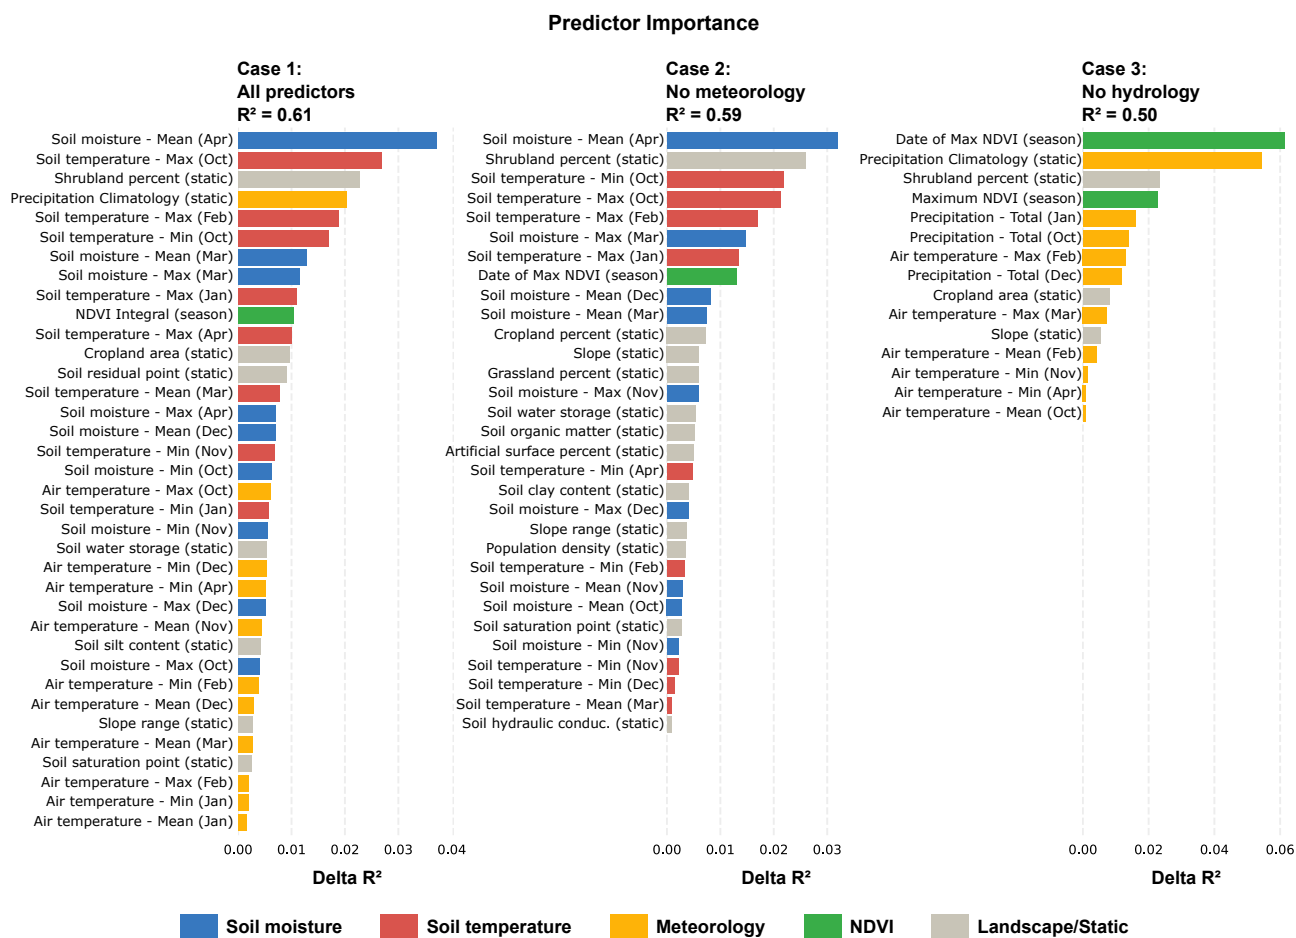 Predictor Importance
Case 1:
All predictors
R² = 0.61
Soil moisture - Mean (Apr)
Soil temperature - Max (Oct)
Shrubland percent (static)
Precipitation Climatology (static)
Soil temperature - Max (Feb)
Soil temperature - Min (Oct)
Soil moisture - Mean (Mar)
Soil moisture - Max (Mar)
Soil temperature - Max (Jan)
NDVI Integral (season)
Soil temperature - Max (Apr)
Cropland area (static)
Soil residual point (static)
Soil temperature - Mean (Mar)
Soil moisture - Max (Apr)
Soil moisture - Mean (Dec)
Soil temperature - Min (Nov)
Soil moisture - Min (Oct)
Air temperature - Max (Oct)
Soil temperature - Min (Jan)
Soil moisture - Min (Nov)
Soil water storage (static)
Air temperature - Min (Dec)
Air temperature - Min (Apr)
Soil moisture - Max (Dec)
Air temperature - Mean (Nov)
Soil silt content (static)
Soil moisture - Max (Oct)
Air temperature - Min (Feb)
Air temperature - Mean (Dec)
Slope range (static)
Air temperature - Mean (Mar)
Soil saturation point (static)
Air temperature - Max (Feb)
Air temperature - Min (Jan)
Air temperature - Mean (Jan)
0.00 0.01 0.02 0.03 0.04
Delta R²
Case 2:
No meteorology
R² = 0.59
Soil moisture - Mean (Apr)
Shrubland percent (static)
Soil temperature - Min (Oct)
Soil temperature - Max (Oct)
Soil temperature - Max (Feb)
Soil moisture - Max (Mar)
Soil temperature - Max (Jan)
Date of Max NDVI (season)
Soil moisture - Mean (Dec)
Soil moisture - Mean (Mar)
Cropland percent (static)
Slope (static)
Grassland percent (static)
Soil moisture - Max (Nov)
Soil water storage (static)
Soil organic matter (static)
Artificial surface percent (static)
Soil temperature - Min (Apr)
Soil clay content (static)
Soil moisture - Max (Dec)
Slope range (static)
Population density (static)
Soil temperature - Min (Feb)
Soil moisture - Mean (Nov)
Soil moisture - Mean (Oct)
Soil saturation point (static)
Soil moisture - Min (Nov)
Soil temperature - Min (Nov)
Soil temperature - Min (Dec)
Soil temperature - Mean (Mar)
Soil hydraulic conduc. (static)
0.00 0.01 0.02 0.03
Delta R²
Case 3:
No hydrology
R² = 0.50
Date of Max NDVI (season)
Precipitation Climatology (static)
Shrubland percent (static)
Maximum NDVI (season)
Precipitation - Total (Jan)
Precipitation - Total (Oct)
Air temperature - Max (Feb)
Precipitation - Total (Dec)
Cropland area (static)
Air temperature - Max (Mar)
Slope (static)
Air temperature - Mean (Feb)
Air temperature - Min (Nov)
Air temperature - Min (Apr)
Air temperature - Mean (Oct)
0.00 0.02 0.04 0.06
Delta R²
Soil moisture
Soil temperature
Meteorology
NDVI
Landscape/Static